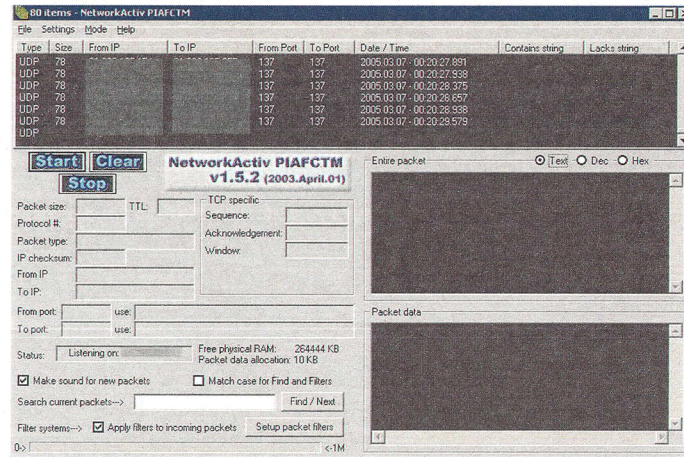 80 items - NetworkActiv PIAFCTM
File Settings Mode Help
Type Size From IP To IP From Port To Port Date / Time Contains string Lacks string
UDP 78 137 137 2005.03.07 - 00:20:27.891
UDP 78 137 137 2005.03.07 - 00:20:27.938
UDP 78 137 137 2005.03.07 - 00:20:28.375
UDP 78 137 137 2005.03.07 - 00:20:28.657
UDP 78 137 137 2005.03.07 - 00:20:28.938
UDP 78 137 137 2005.03.07 - 00:20:29.579
UDP
Start Clear
Stop
NetworkActiv PIAFCTM
v1.5.2 (2003.April.01)
Entire packet Text Dec Hex
Packet size: TTL: TCP specific
Protocol #: Sequence:
Packet type: Acknowledgement:
IP checksum: Window:
From IP
To IP:
From port: use:
To port: use:
Packet data
Status: Listening on:
Free physical RAM: 264444 KB
Packet data allocation: 10 KB
Make sound for new packets Match case for Find and Filters
Search current packets---> Find / Next
Filter systems---> Apply filters to incoming packets Setup packet filters
0-> <-1M